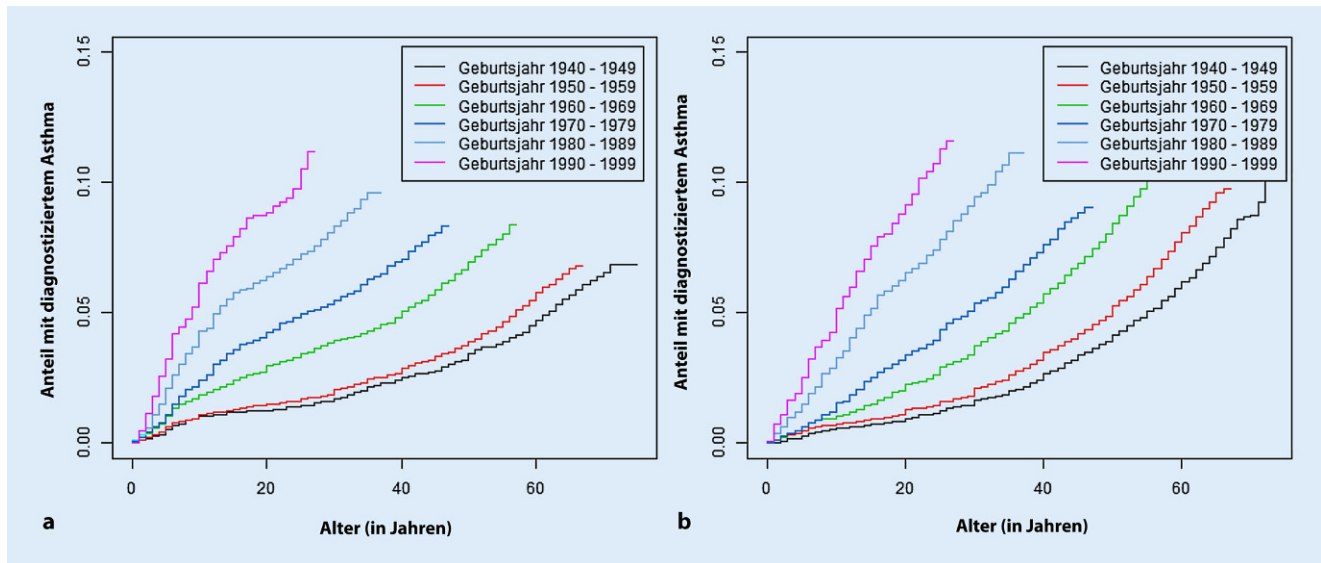 0.15
0.10
0.05
0.00
Anteil mit diagnostiziertem Asthma
Geburtsjahr 1940 - 1949
Geburtsjahr 1950 - 1959
Geburtsjahr 1960 - 1969
Geburtsjahr 1970 - 1979
Geburtsjahr 1980 - 1989
Geburtsjahr 1990 - 1999
0 20 40 60
a
Alter (in Jahren)
0.15
0.10
0.05
0.00
Anteil mit diagnostiziertem Asthma
Geburtsjahr 1940 - 1949
Geburtsjahr 1950 - 1959
Geburtsjahr 1960 - 1969
Geburtsjahr 1970 - 1979
Geburtsjahr 1980 - 1989
Geburtsjahr 1990 - 1999
0 20 40 60
b
Alter (in Jahren)